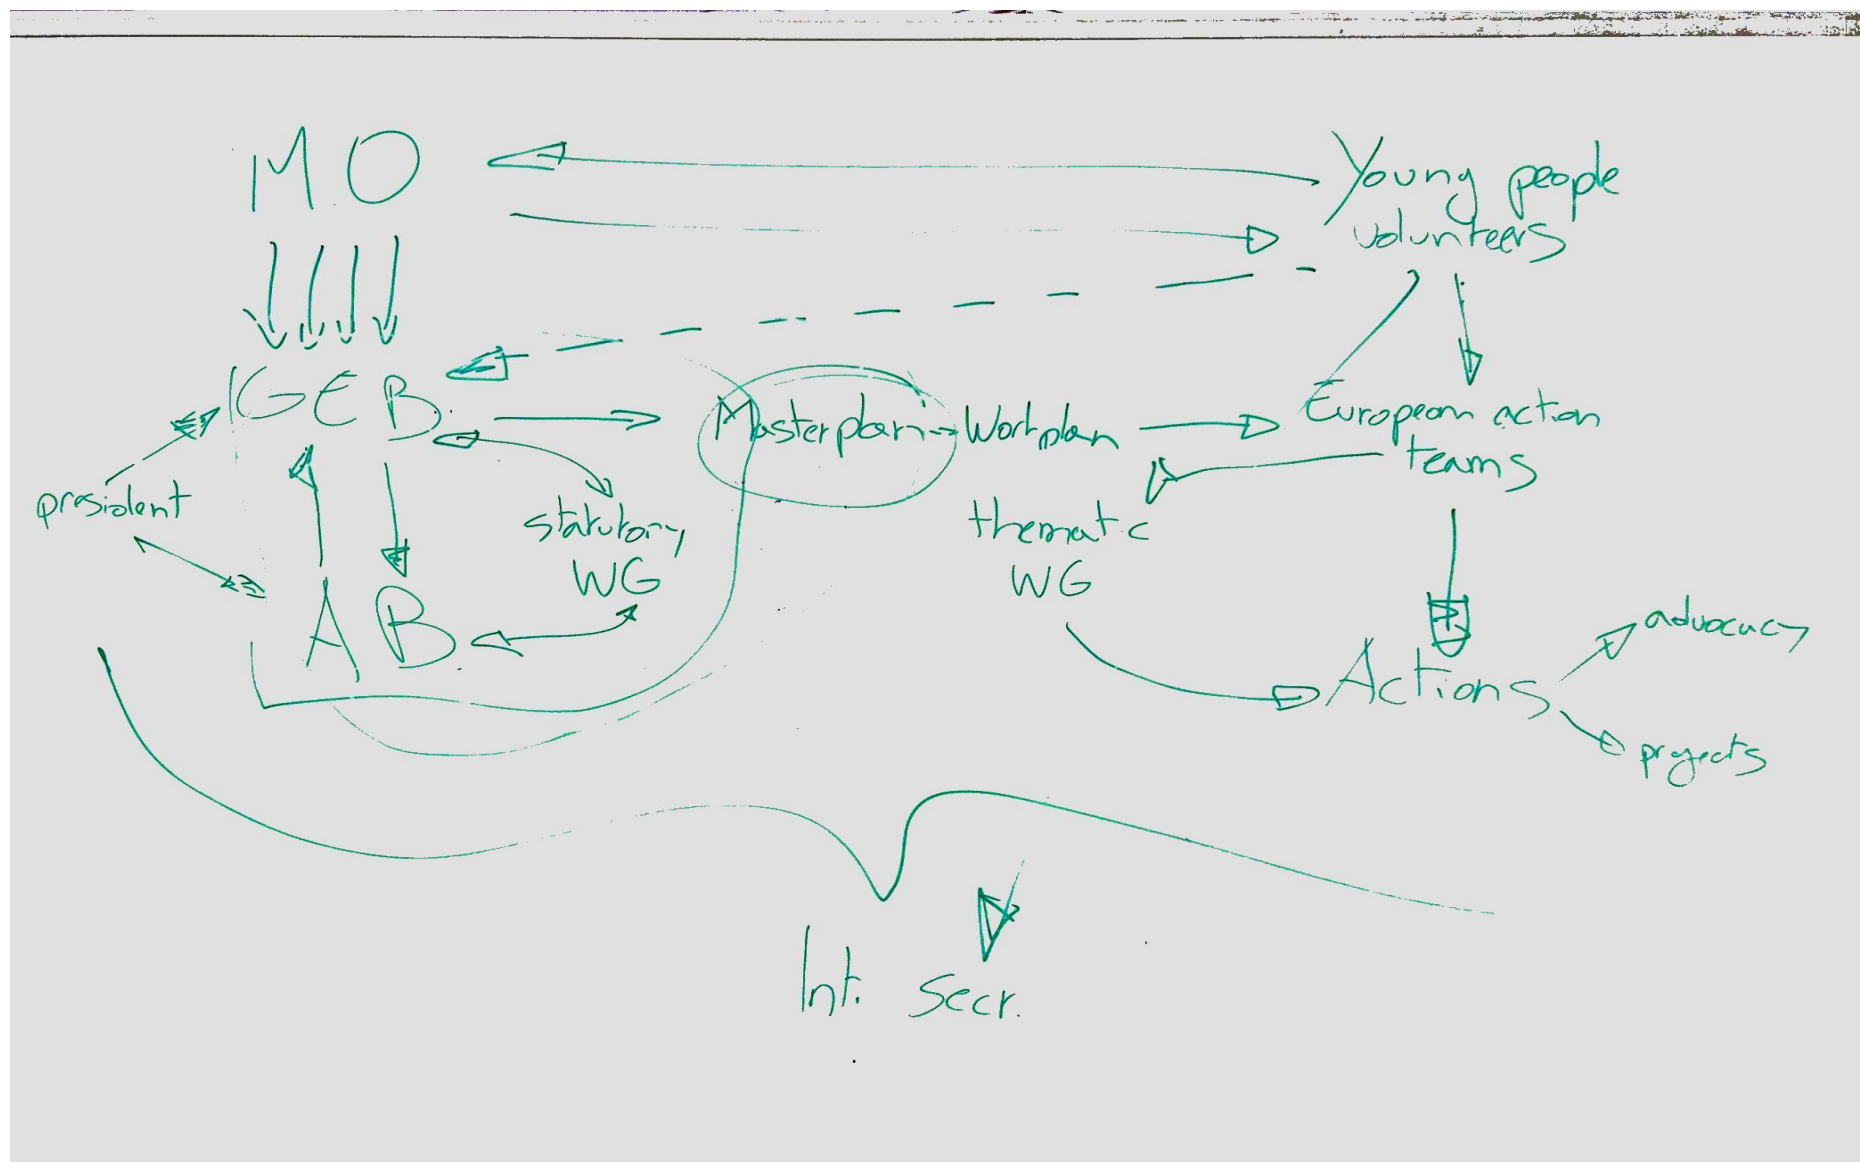 MO
Young people
volunteers
GEB
Masterplan
Workplan
European action
teams
president
statutory
WG
thematic
WG
AB
Actions
advocacy
projects
Int. Secr.